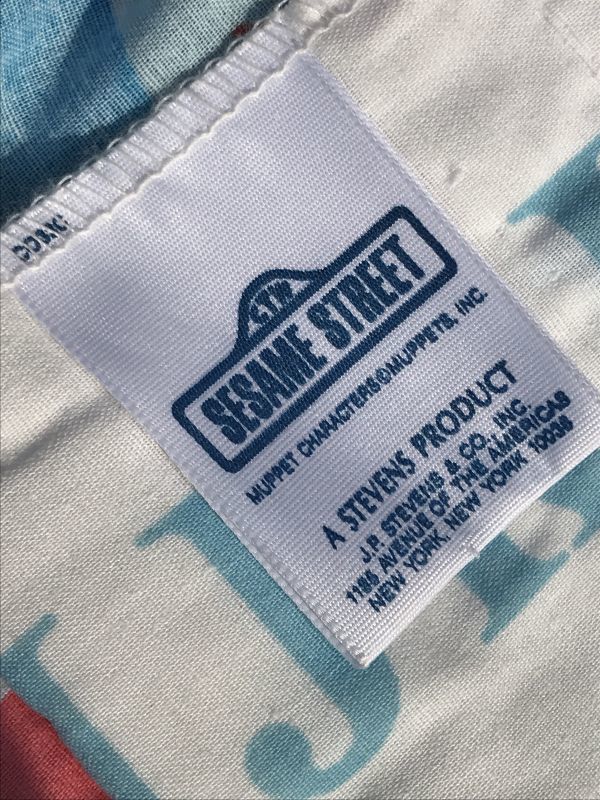 CTW
SESAME STREET
MUPPET CHARACTERS©MUPPETS, INC.
A STEVENS PRODUCT
J.P. STEVENS & CO., INC.
1185 AVENUE OF THE AMERICAS
NEW YORK, NEW YORK 10036
J